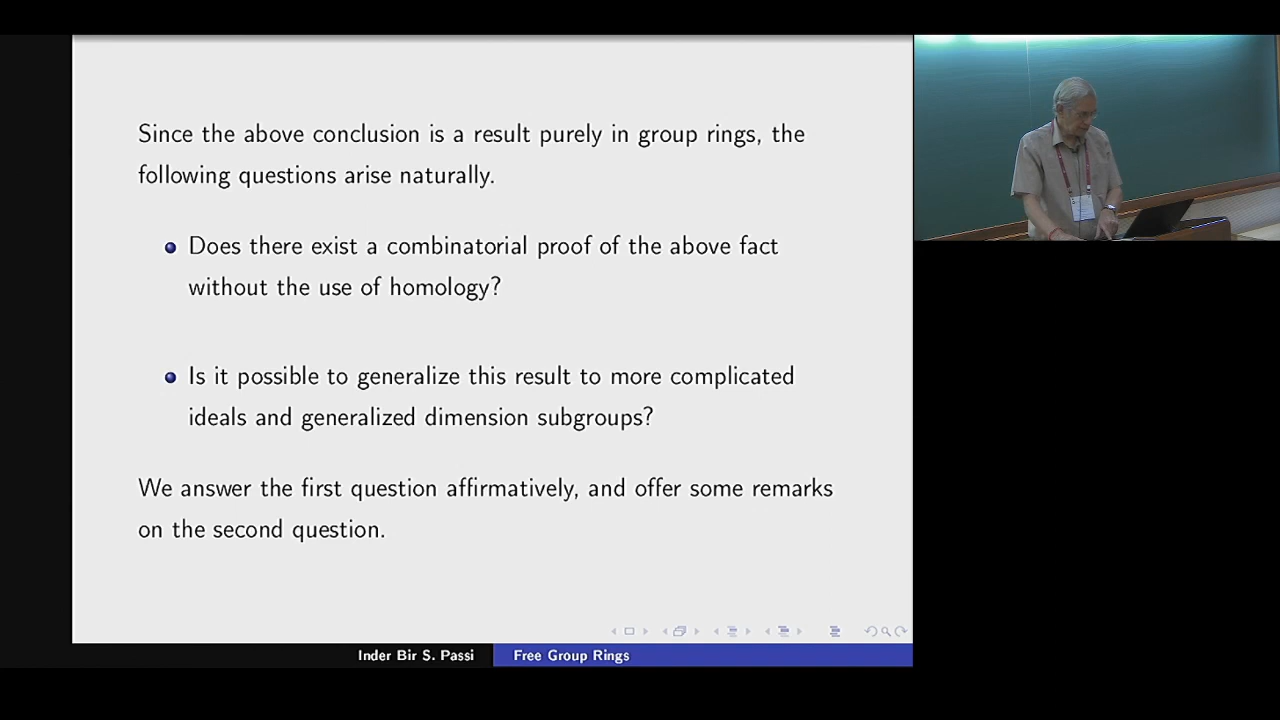 Since the above conclusion is a result purely in group rings, the
following questions arise naturally.
Does there exist a combinatorial proof of the above fact
without the use of homology?
Is it possible to generalize this result to more complicated
ideals and generalized dimension subgroups?
We answer the first question affirmatively, and offer some remarks
on the second question.
Inder Bir S. Passi
Free Group Rings